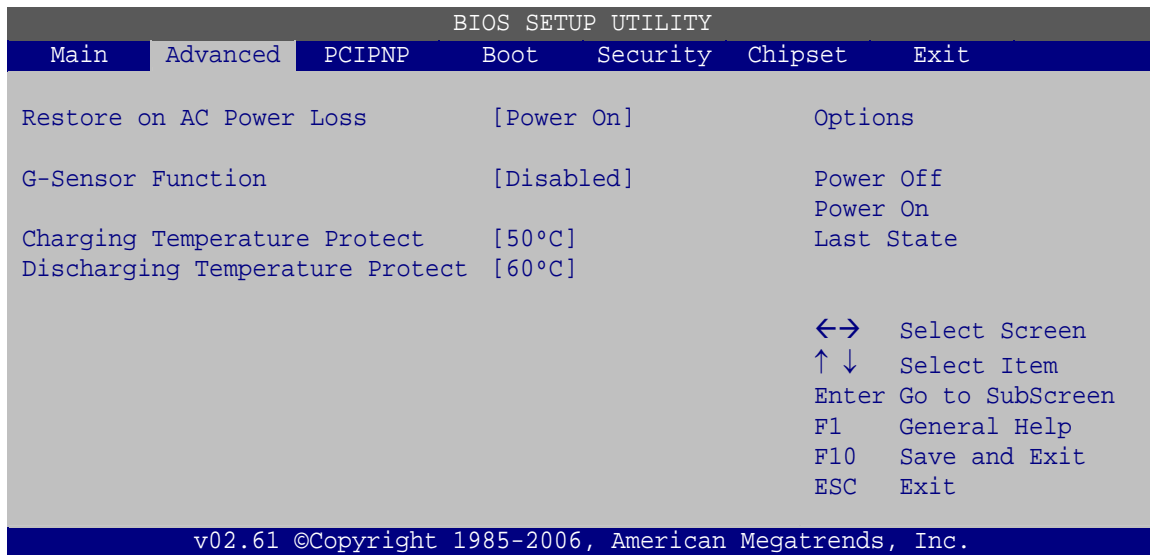 BIOS SETUP UTILITY
Main Advanced PCIPNP Boot Security Chipset Exit
Restore on AC Power Loss [Power On] Options
G-Sensor Function [Disabled] Power Off
Power On
Charging Temperature Protect [50ºC] Last State
Discharging Temperature Protect [60ºC]
←→ Select Screen
↑ ↓ Select Item
Enter Go to SubScreen
F1 General Help
F10 Save and Exit
ESC Exit
v02.61 ©Copyright 1985-2006, American Megatrends, Inc.